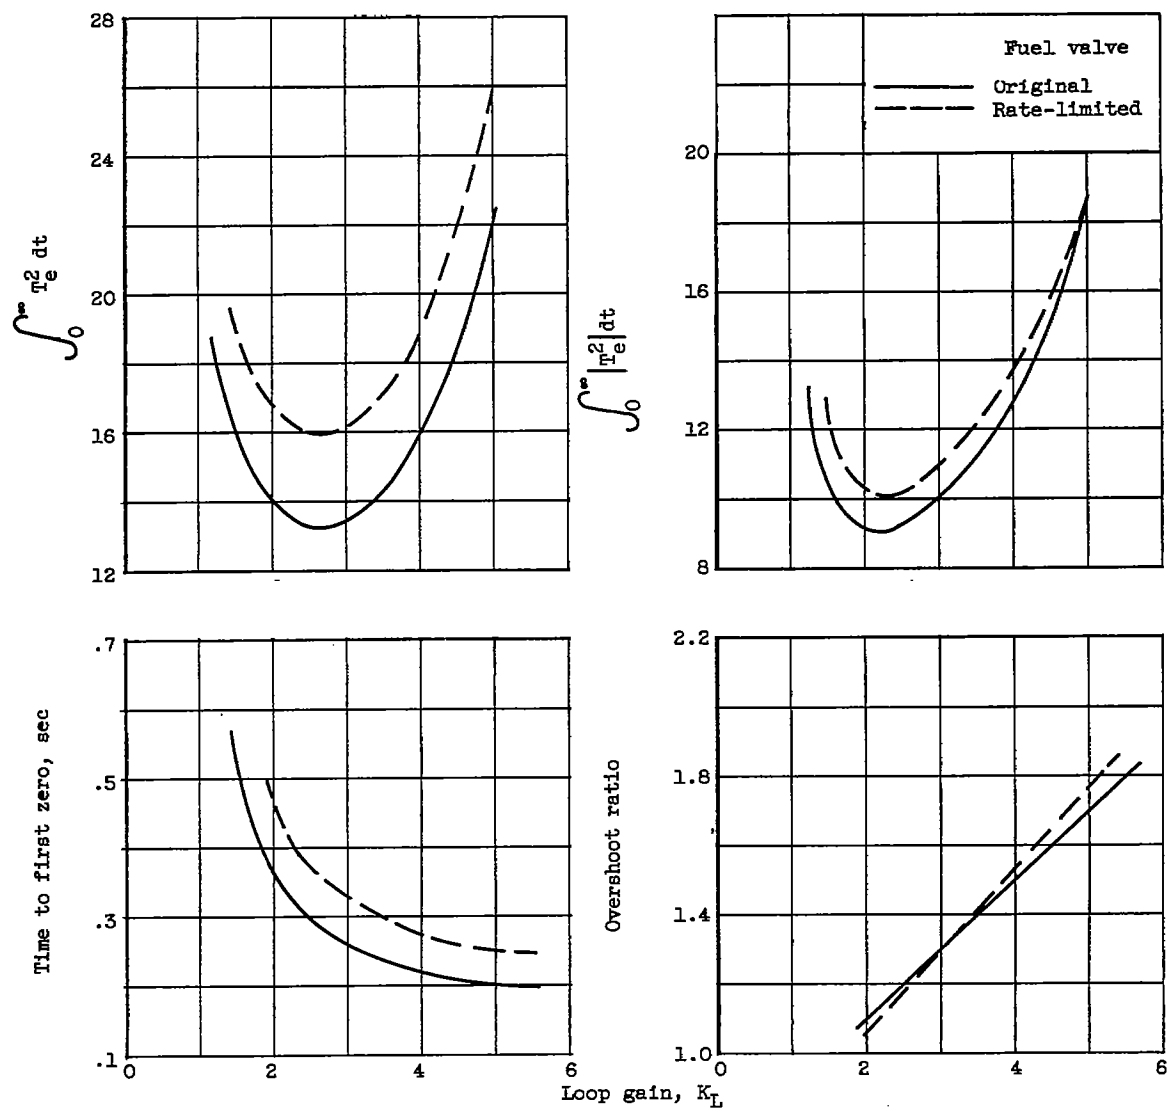 28
24
20
16
12
∫₀^∞ Tₑ² dt
20
16
12
8
∫₀^∞ |Tₑ²| dt
Fuel valve
Original
Rate-limited
.7
.5
.3
.1
Time to first zero, sec
0 2 4 6
2.2
1.8
1.4
1.0
Overshoot ratio
0 2 4 6
Loop gain, K_L